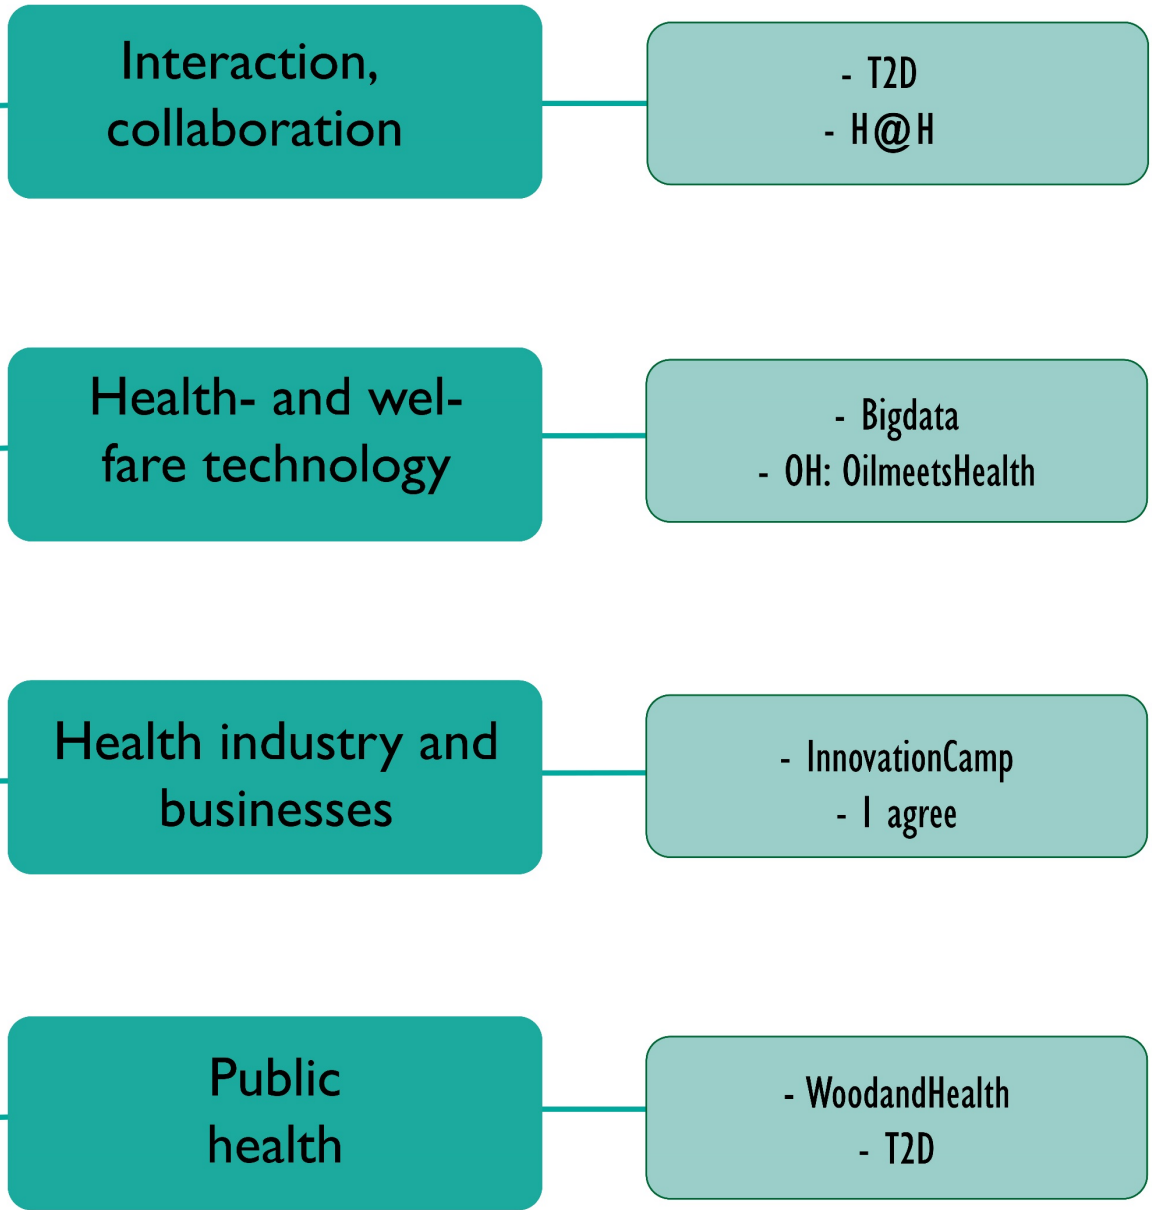 Interaction,
collaboration
- T2D
- H@H
Health- and wel-
fare technology
- Bigdata
- OH: OilmeetsHealth
Health industry and
businesses
- InnovationCamp
- I agree
Public
health
- WoodandHealth
- T2D